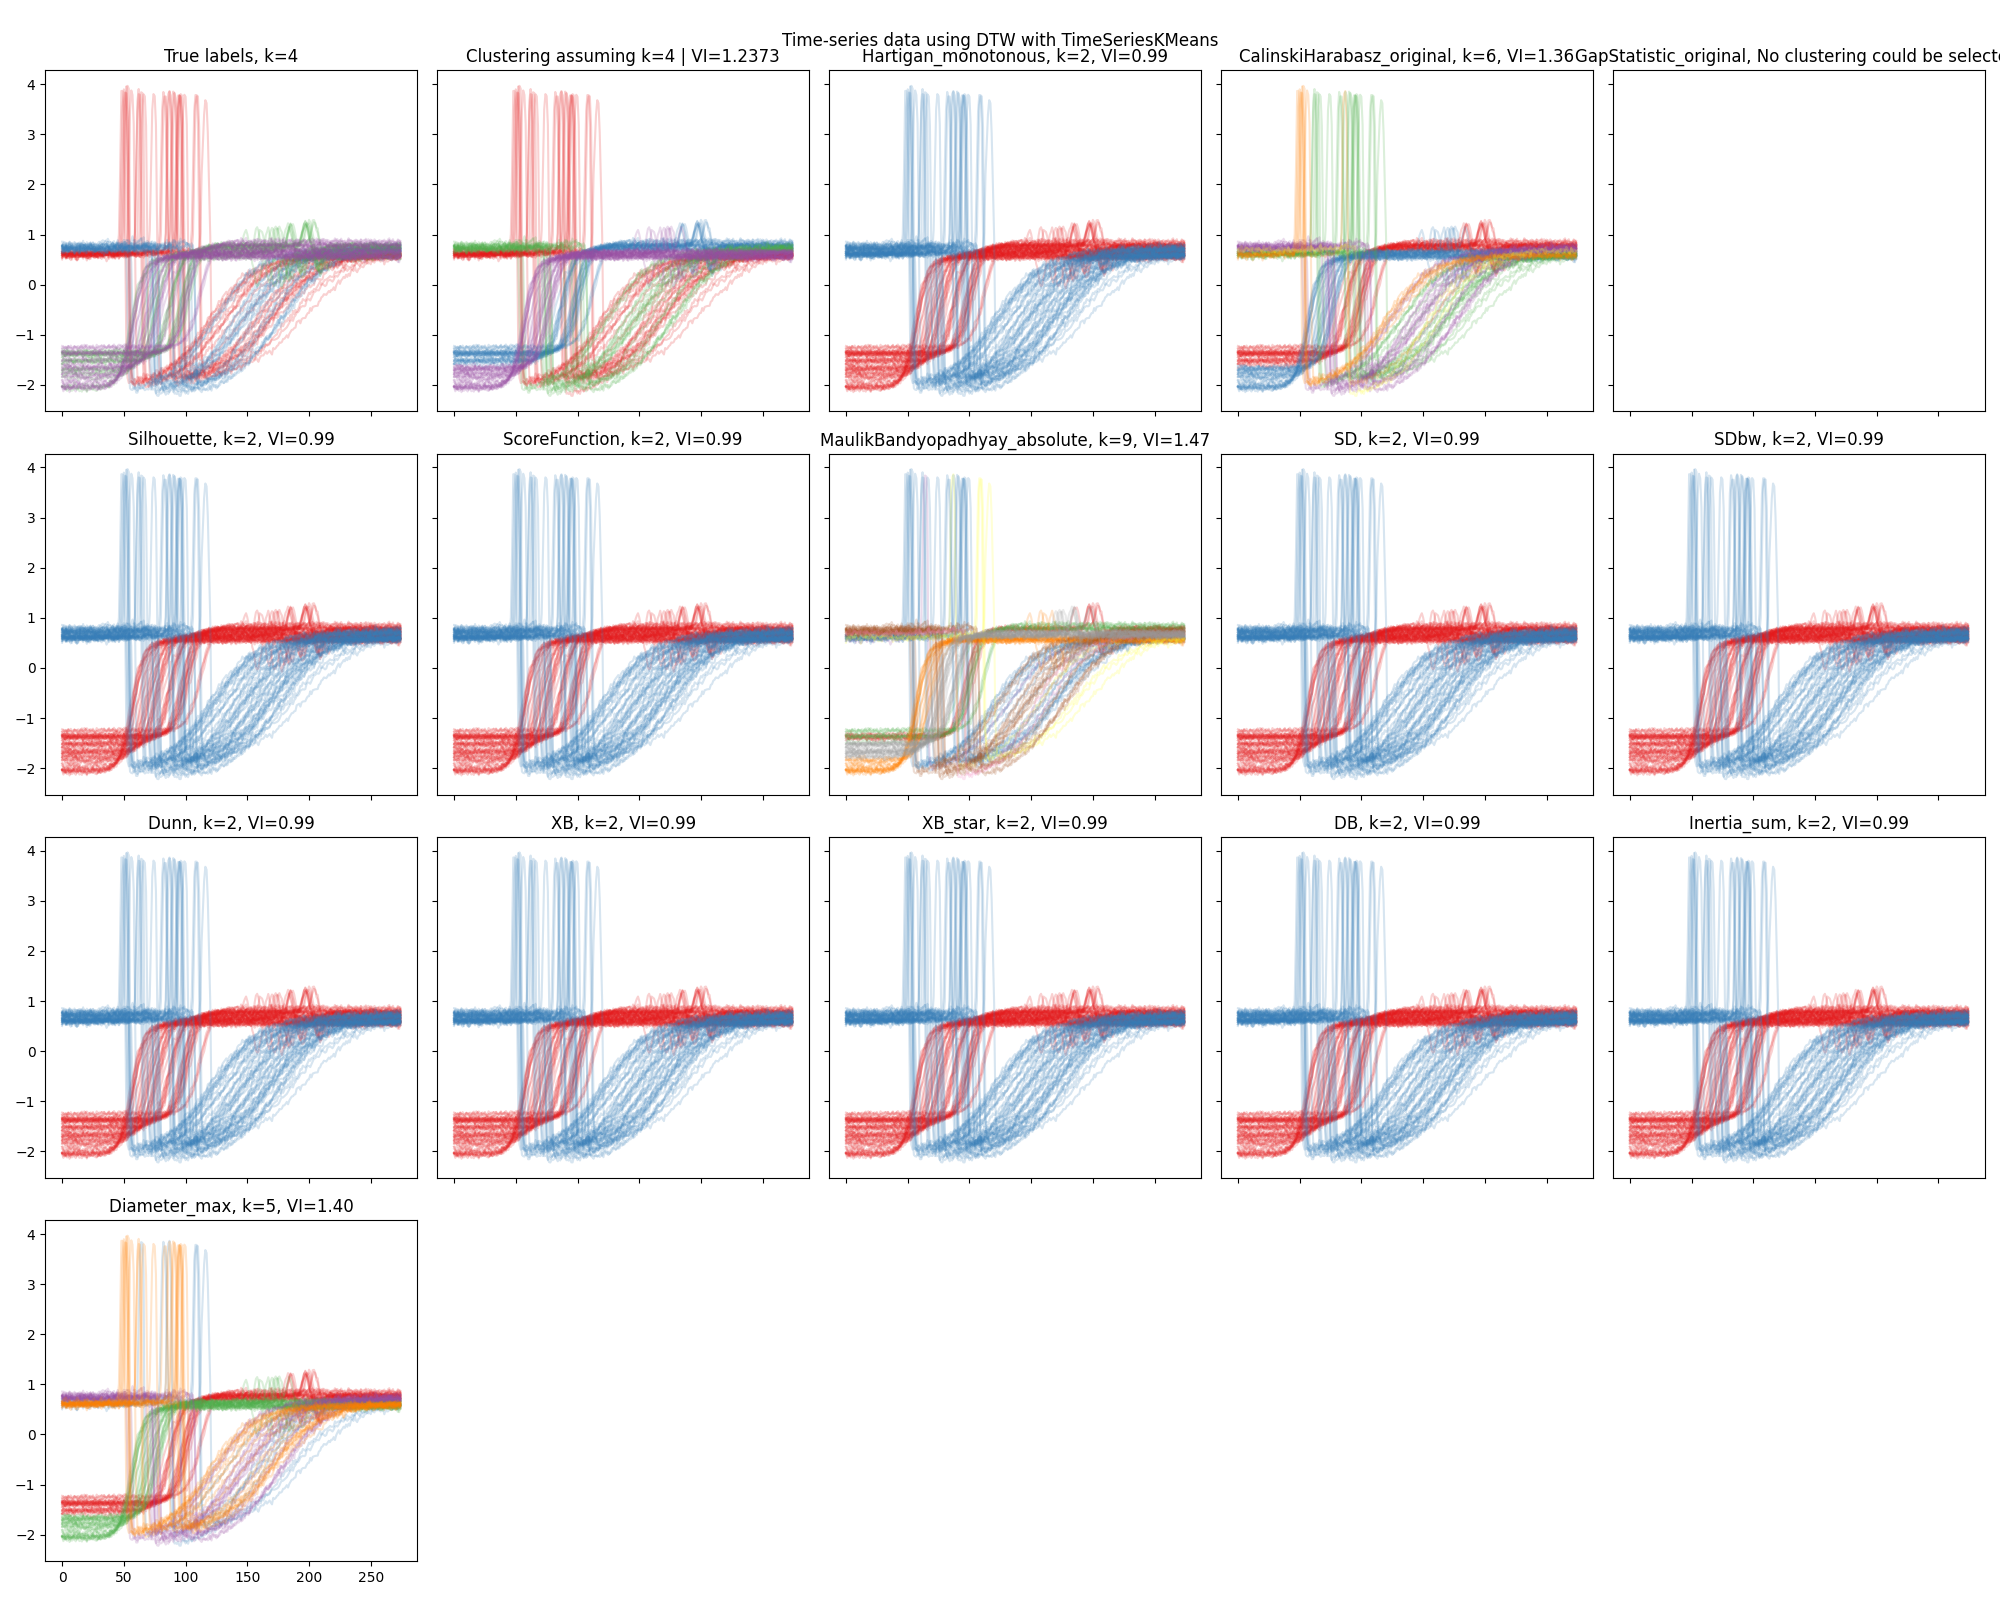 Time-series data using DTW with TimeSeriesKMeans
True labels, k=4
Clustering assuming k=4 | VI=1.2373
Hartigan_monotonous, k=2, VI=0.99
CalinskiHarabasz_original, k=6, VI=1.36
GapStatistic_original, No clustering could be selecte
4
3
2
1
0
−1
−2
Silhouette, k=2, VI=0.99
ScoreFunction, k=2, VI=0.99
MaulikBandyopadhyay_absolute, k=9, VI=1.47
SD, k=2, VI=0.99
SDbw, k=2, VI=0.99
4
3
2
1
0
−1
−2
Dunn, k=2, VI=0.99
XB, k=2, VI=0.99
XB_star, k=2, VI=0.99
DB, k=2, VI=0.99
Inertia_sum, k=2, VI=0.99
4
3
2
1
0
−1
−2
Diameter_max, k=5, VI=1.40
4
3
2
1
0
−1
−2
0 50 100 150 200 250